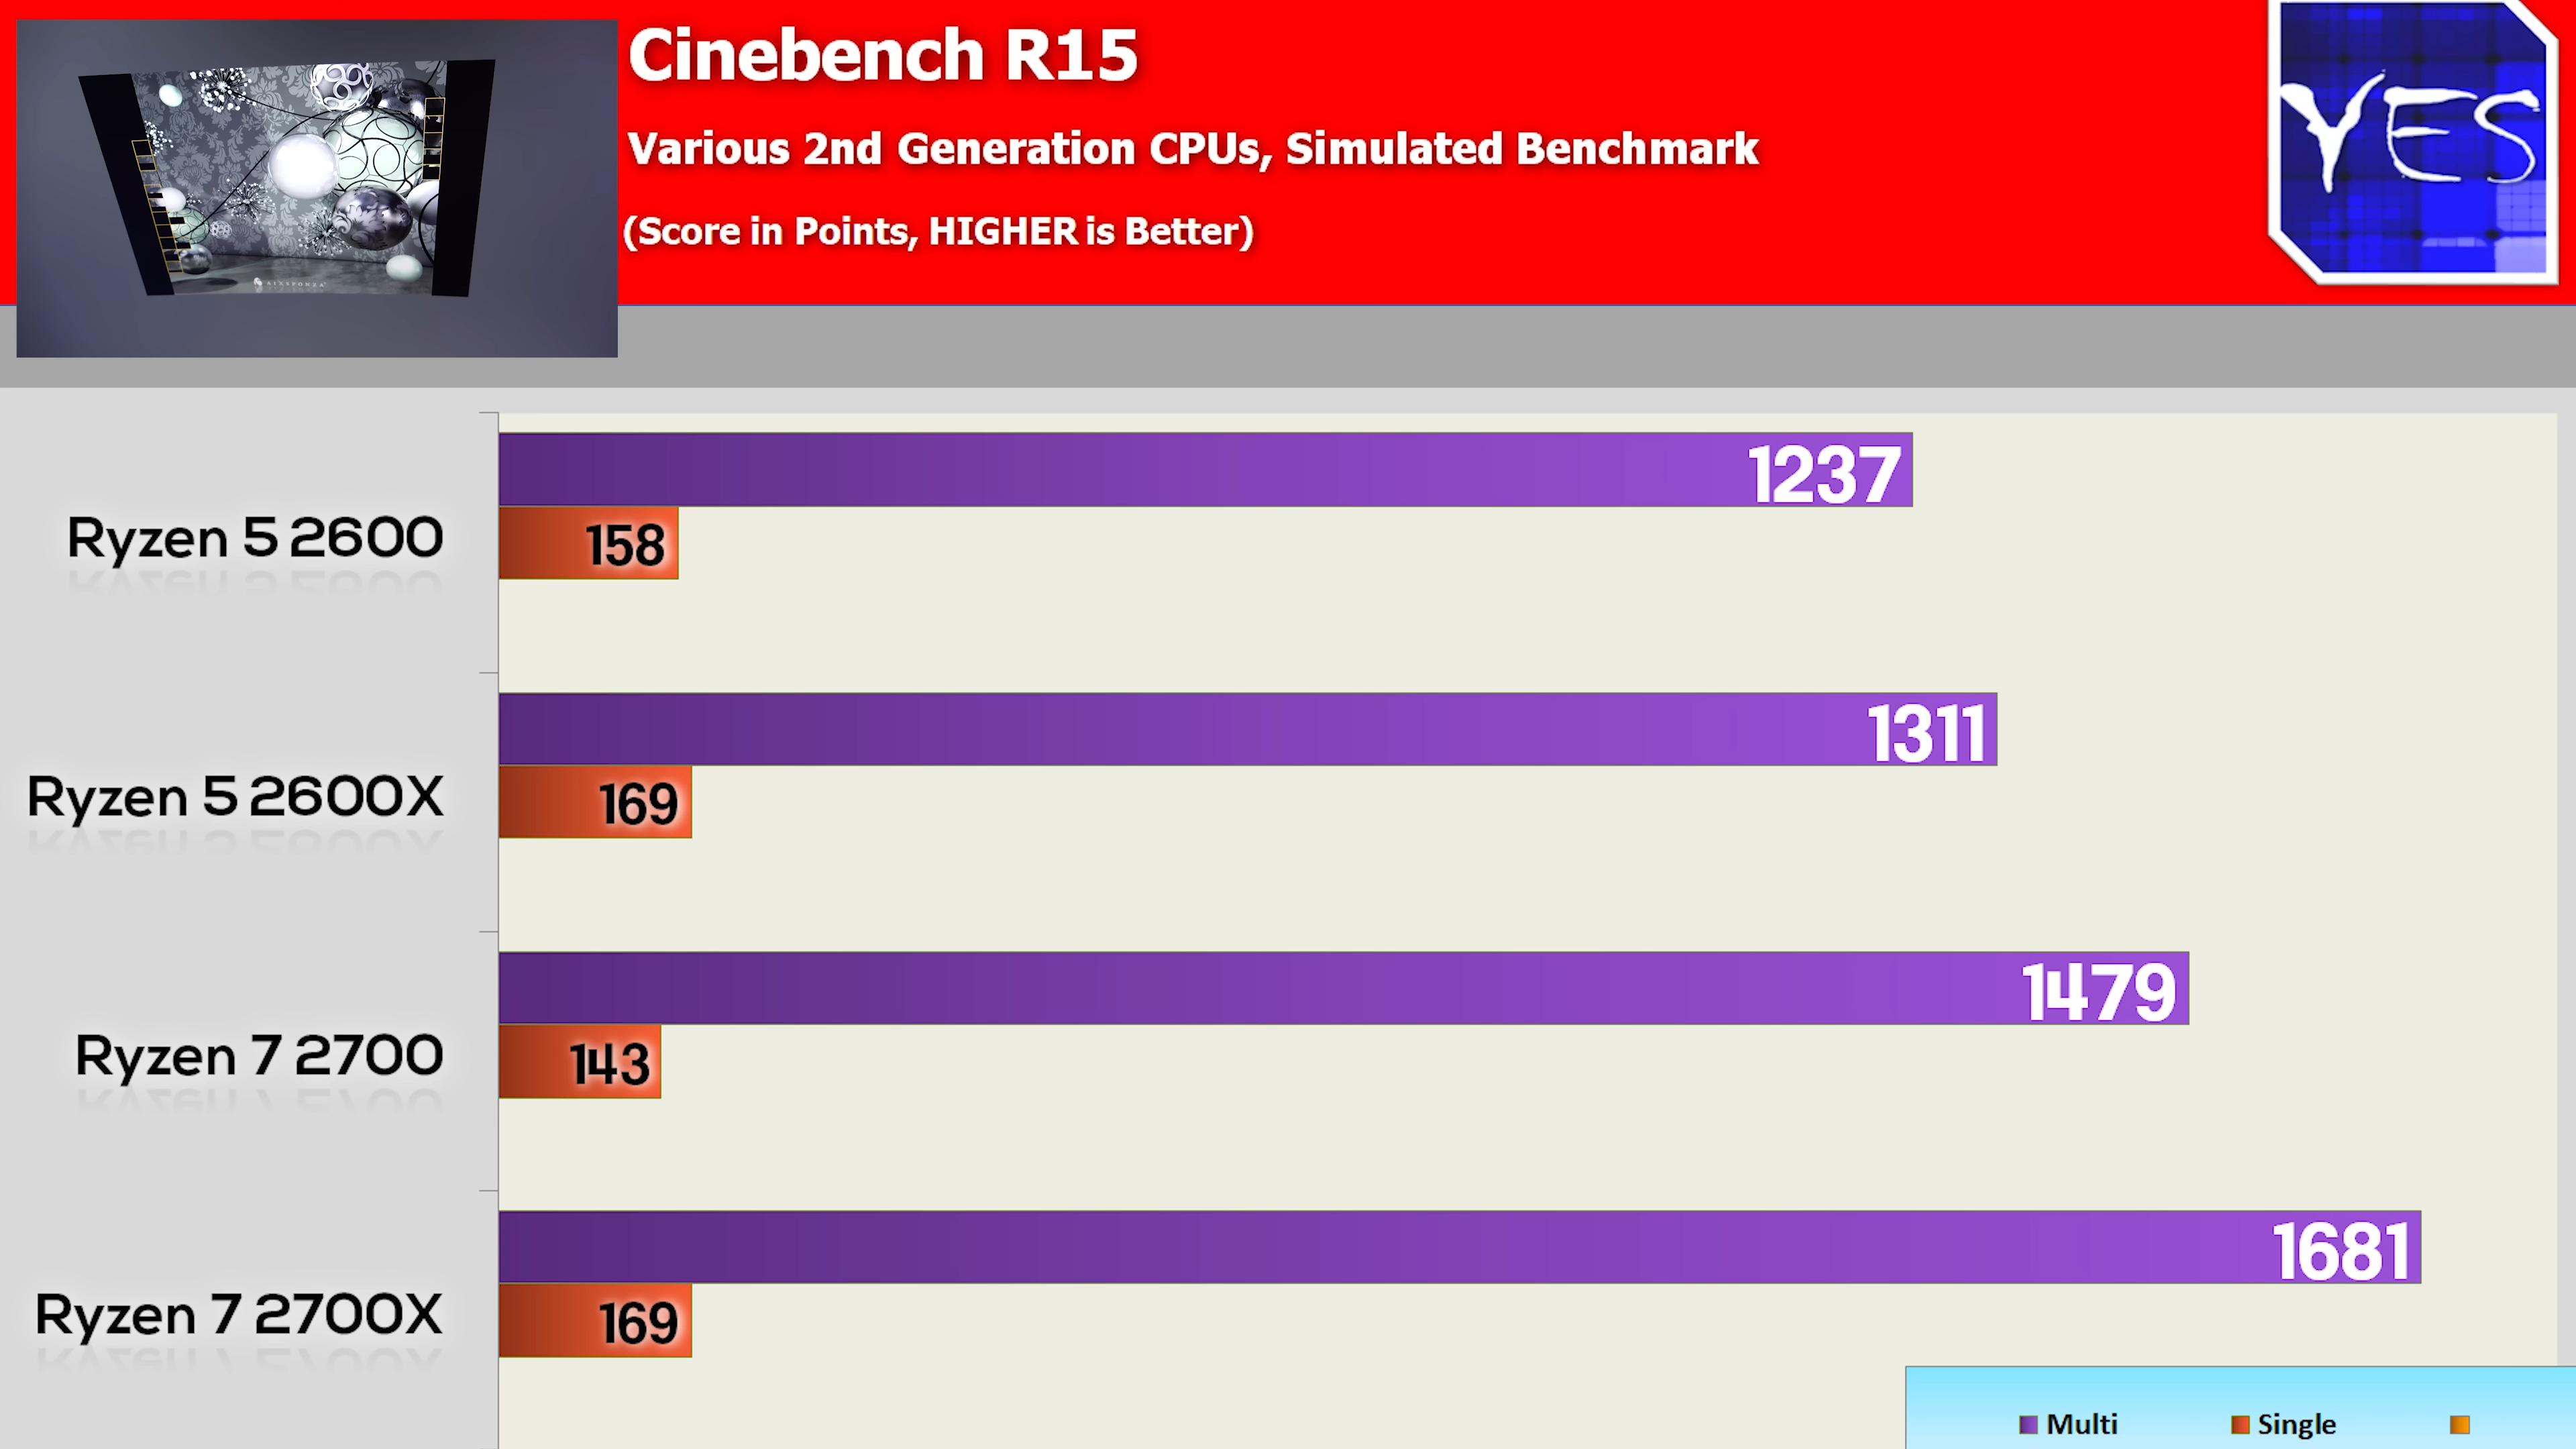 Cinebench R15
Various 2nd Generation CPUs, Simulated Benchmark
(Score in Points, HIGHER is Better)
YES
Ryzen 5 2600
1237
158
Ryzen 5 2600X
1311
169
Ryzen 7 2700
1479
143
Ryzen 7 2700X
1681
169
Multi
Single